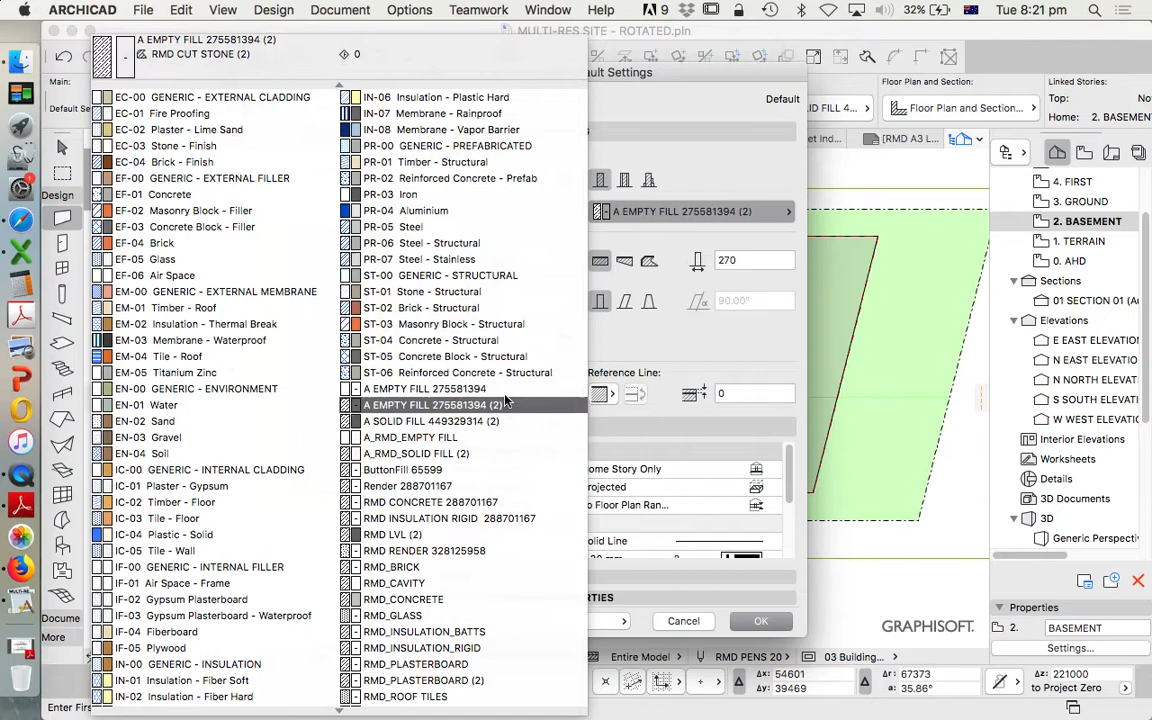 ARCHICAD File Edit View Design Document Options Teamwork Window Help 9 32% Tue 8:21 pm
MULTI-RES SITE - ROTATED.pln
A EMPTY FILL 275581394 (2)
RMD CUT STONE (2) 0
Main:
Default Se
Design
Docume
More
Enter Firs
EC-00 GENERIC - EXTERNAL CLADDING
EC-01 Fire Proofing
EC-02 Plaster - Lime Sand
EC-03 Stone - Finish
EC-04 Brick - Finish
EF-00 GENERIC - EXTERNAL FILLER
EF-01 Concrete
EF-02 Masonry Block - Filler
EF-03 Concrete Block - Filler
EF-04 Brick
EF-05 Glass
EF-06 Air Space
EM-00 GENERIC - EXTERNAL MEMBRANE
EM-01 Timber - Roof
EM-02 Insulation - Thermal Break
EM-03 Membrane - Waterproof
EM-04 Tile - Roof
EM-05 Titanium Zinc
EN-00 GENERIC - ENVIRONMENT
EN-01 Water
EN-02 Sand
EN-03 Gravel
EN-04 Soil
IC-00 GENERIC - INTERNAL CLADDING
IC-01 Plaster - Gypsum
IC-02 Timber - Floor
IC-03 Tile - Floor
IC-04 Plastic - Solid
IC-05 Tile - Wall
IF-00 GENERIC - INTERNAL FILLER
IF-01 Air Space - Frame
IF-02 Gypsum Plasterboard
IF-03 Gypsum Plasterboard - Waterproof
IF-04 Fiberboard
IF-05 Plywood
IN-00 GENERIC - INSULATION
IN-01 Insulation - Fiber Soft
IN-02 Insulation - Fiber Hard
IN-06 Insulation - Plastic Hard
IN-07 Membrane - Rainproof
IN-08 Membrane - Vapor Barrier
PR-00 GENERIC - PREFABRICATED
PR-01 Timber - Structural
PR-02 Reinforced Concrete - Prefab
PR-03 Iron
PR-04 Aluminium
PR-05 Steel
PR-06 Steel - Structural
PR-07 Steel - Stainless
ST-00 GENERIC - STRUCTURAL
ST-01 Stone - Structural
ST-02 Brick - Structural
ST-03 Masonry Block - Structural
ST-04 Concrete - Structural
ST-05 Concrete Block - Structural
ST-06 Reinforced Concrete - Structural
A EMPTY FILL 275581394
A EMPTY FILL 275581394 (2)
A SOLID FILL 449329314 (2)
A_RMD_EMPTY FILL
A_RMD_SOLID FILL (2)
ButtonFill 65599
Render 288701167
RMD CONCRETE 288701167
RMD INSULATION RIGID 288701167
RMD LVL (2)
RMD RENDER 328125958
RMD_BRICK
RMD_CAVITY
RMD_CONCRETE
RMD_GLASS
RMD_INSULATION_BATTS
RMD_INSULATION_RIGID
RMD_PLASTERBOARD
RMD_PLASTERBOARD (2)
RMD_ROOF TILES
ault Settings
Default
A EMPTY FILL 275581394 (2)
270
90.00°
Reference Line:
0
ome Story Only
rojected
o Floor Plan Ran...
olid Line
PERTIES
Cancel OK
ID FILL 4...
Floor Plan and Section...
Floor Plan and Section:
Top: No
Home: 2. BASEMENT
et Ind... [RMD A3 L...
4. FIRST
3. GROUND
2. BASEMENT
1. TERRAIN
0. AHD
Sections
01 SECTION 01 (A
Elevations
E EAST ELEVATIO
N EAST ELEVATIO
N NORTH ELEVAT
S SOUTH ELEVAT
W WEST ELEVATI
Interior Elevations
Worksheets
Details
3D Documents
3D
Generic Perspecti
GRAPHISOFT.
Properties
2. BASEMENT
Settings...
Entire Model RMD PENS 20 03 Building...
Δx: 54601 Δr: 67373 Δz: 221000
Δy: 39469 a: 35.86° to Project Zero